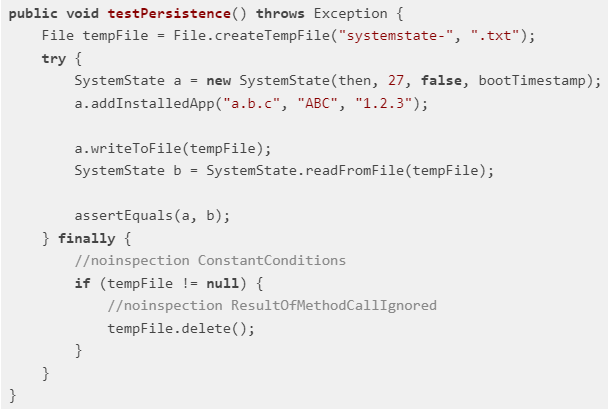 public void testPersistence() throws Exception {
    File tempFile = File.createTempFile("systemstate-", ".txt");
    try {
        SystemState a = new SystemState(then, 27, false, bootTimestamp);
        a.addInstalledApp("a.b.c", "ABC", "1.2.3");

        a.writeToFile(tempFile);
        SystemState b = SystemState.readFromFile(tempFile);

        assertEquals(a, b);
    } finally {
        //noinspection ConstantConditions
        if (tempFile != null) {
            //noinspection ResultOfMethodCallIgnored
            tempFile.delete();
        }
    }
}